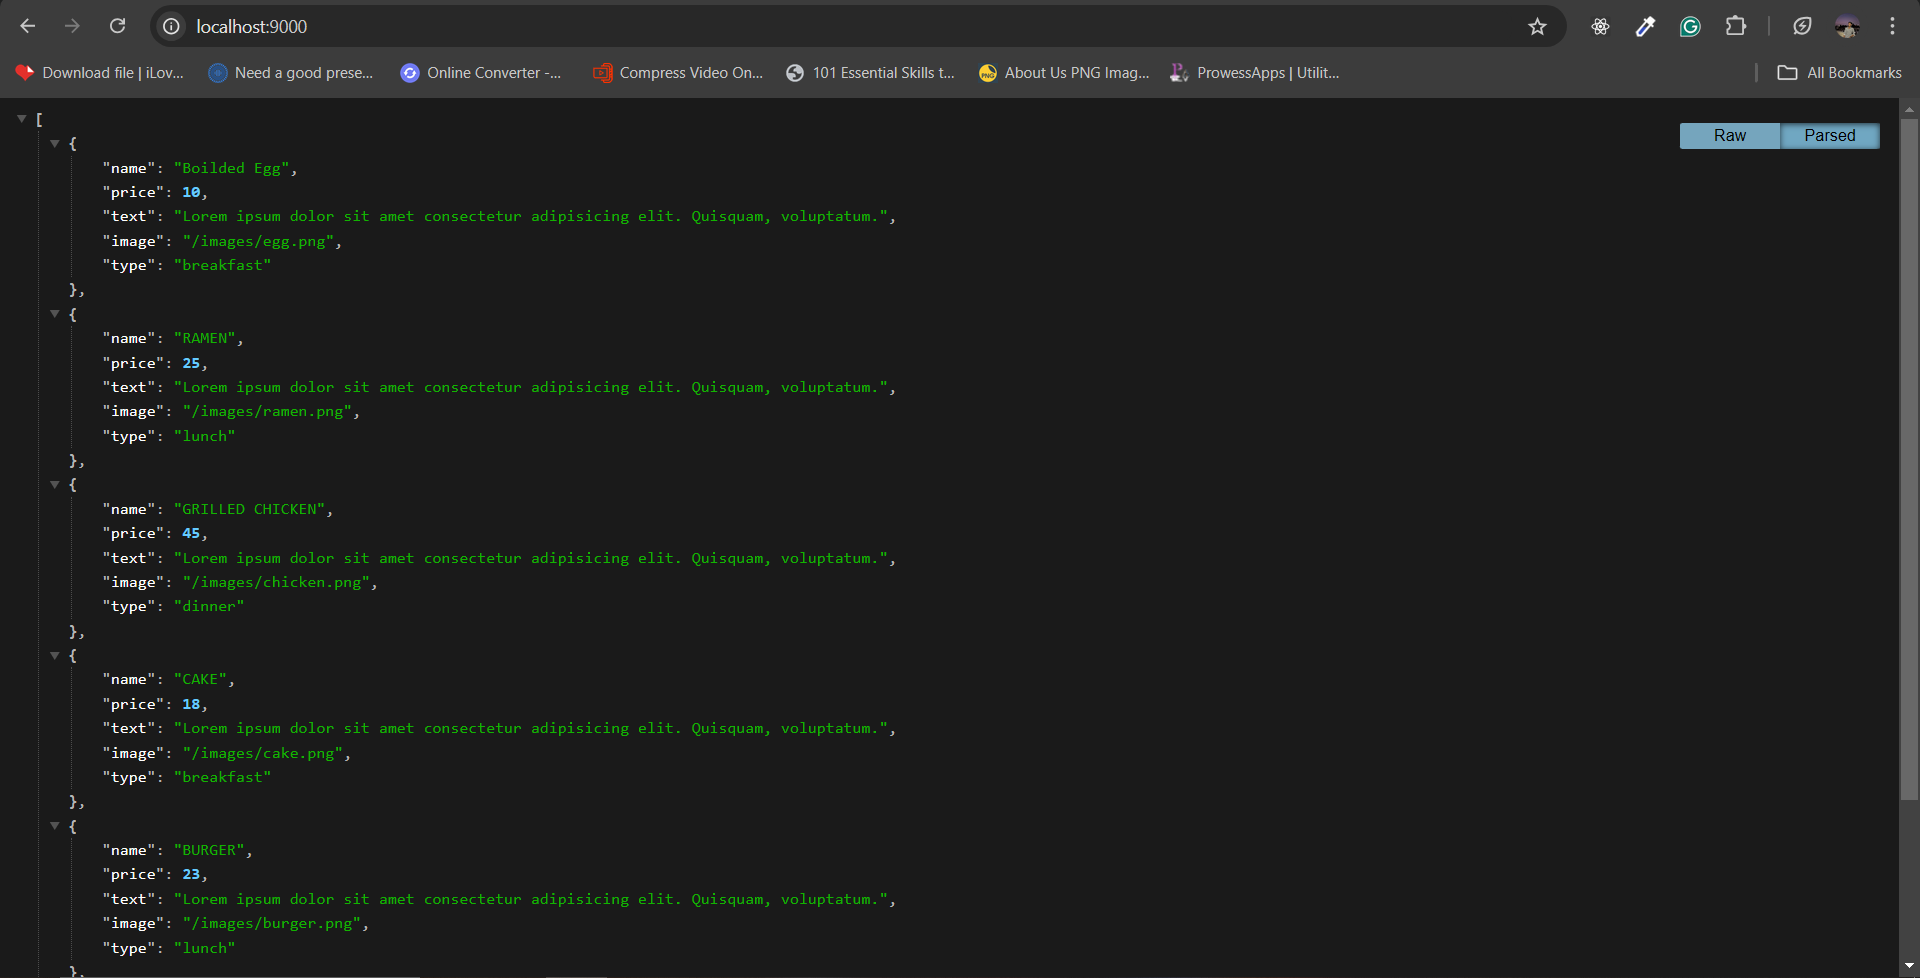 localhost:9000
Download file | iLov...
Need a good prese...
Online Converter -...
Compress Video On...
101 Essential Skills t...
About Us PNG Imag...
ProwessApps | Utilit...
All Bookmarks
Raw
Parsed
[
{
"name": "Boilded Egg",
"price": 10,
"text": "Lorem ipsum dolor sit amet consectetur adipisicing elit. Quisquam, voluptatum.",
"image": "/images/egg.png",
"type": "breakfast"
},
{
"name": "RAMEN",
"price": 25,
"text": "Lorem ipsum dolor sit amet consectetur adipisicing elit. Quisquam, voluptatum.",
"image": "/images/ramen.png",
"type": "lunch"
},
{
"name": "GRILLED CHICKEN",
"price": 45,
"text": "Lorem ipsum dolor sit amet consectetur adipisicing elit. Quisquam, voluptatum.",
"image": "/images/chicken.png",
"type": "dinner"
},
{
"name": "CAKE",
"price": 18,
"text": "Lorem ipsum dolor sit amet consectetur adipisicing elit. Quisquam, voluptatum.",
"image": "/images/cake.png",
"type": "breakfast"
},
{
"name": "BURGER",
"price": 23,
"text": "Lorem ipsum dolor sit amet consectetur adipisicing elit. Quisquam, voluptatum.",
"image": "/images/burger.png",
"type": "lunch"
},